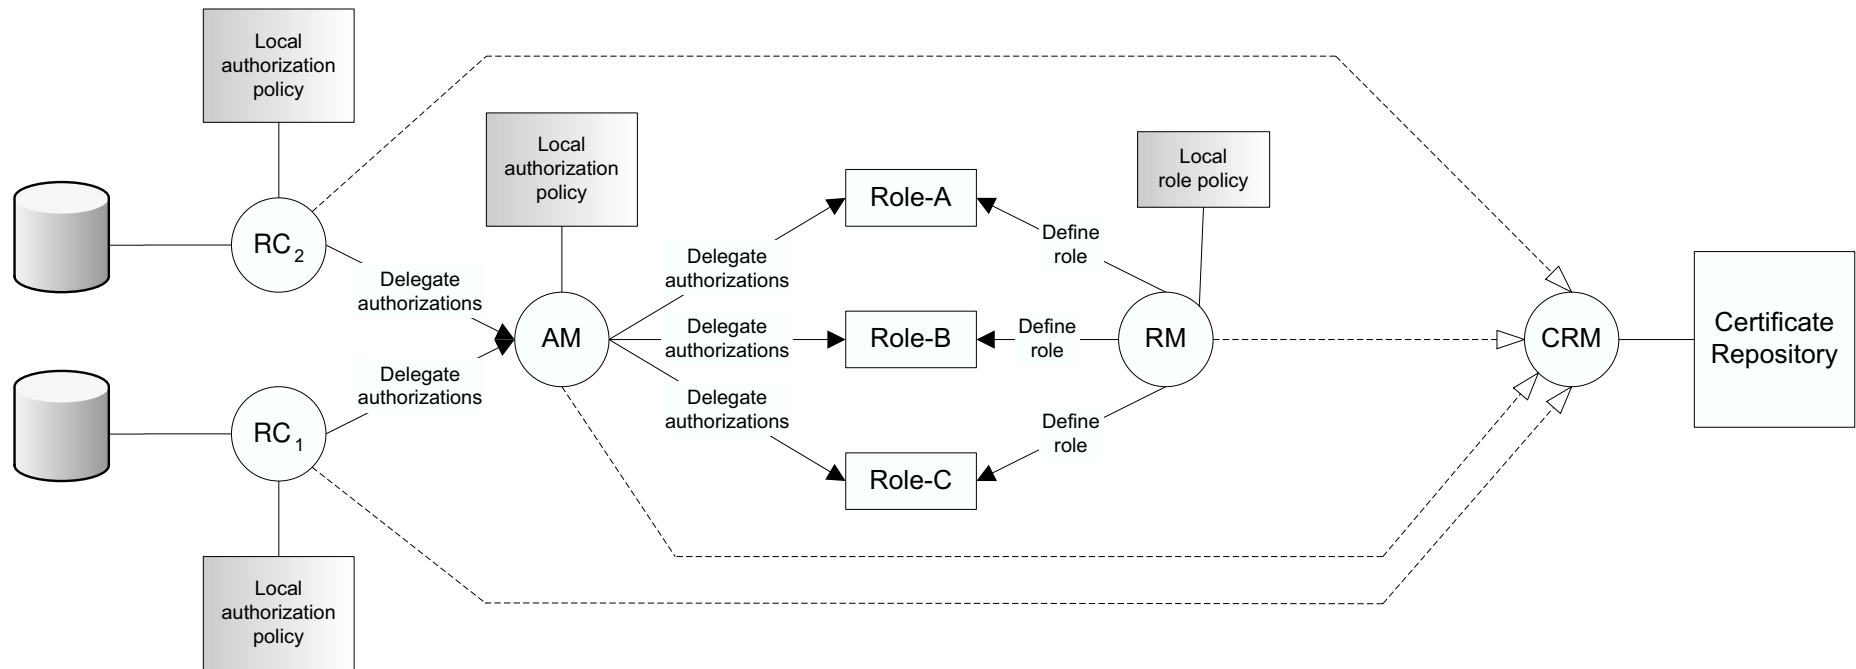 Local
authorization
policy
Local
authorization
policy
Local
role policy
Role-A
RC2
Define
role
Delegate
authorizations
Delegate
authorizations
AM
Delegate
authorizations
Role-B
Define
role
RM
CRM
Certificate
Repository
Delegate
authorizations
Delegate
authorizations
RC1
Define
role
Role-C
Local
authorization
policy